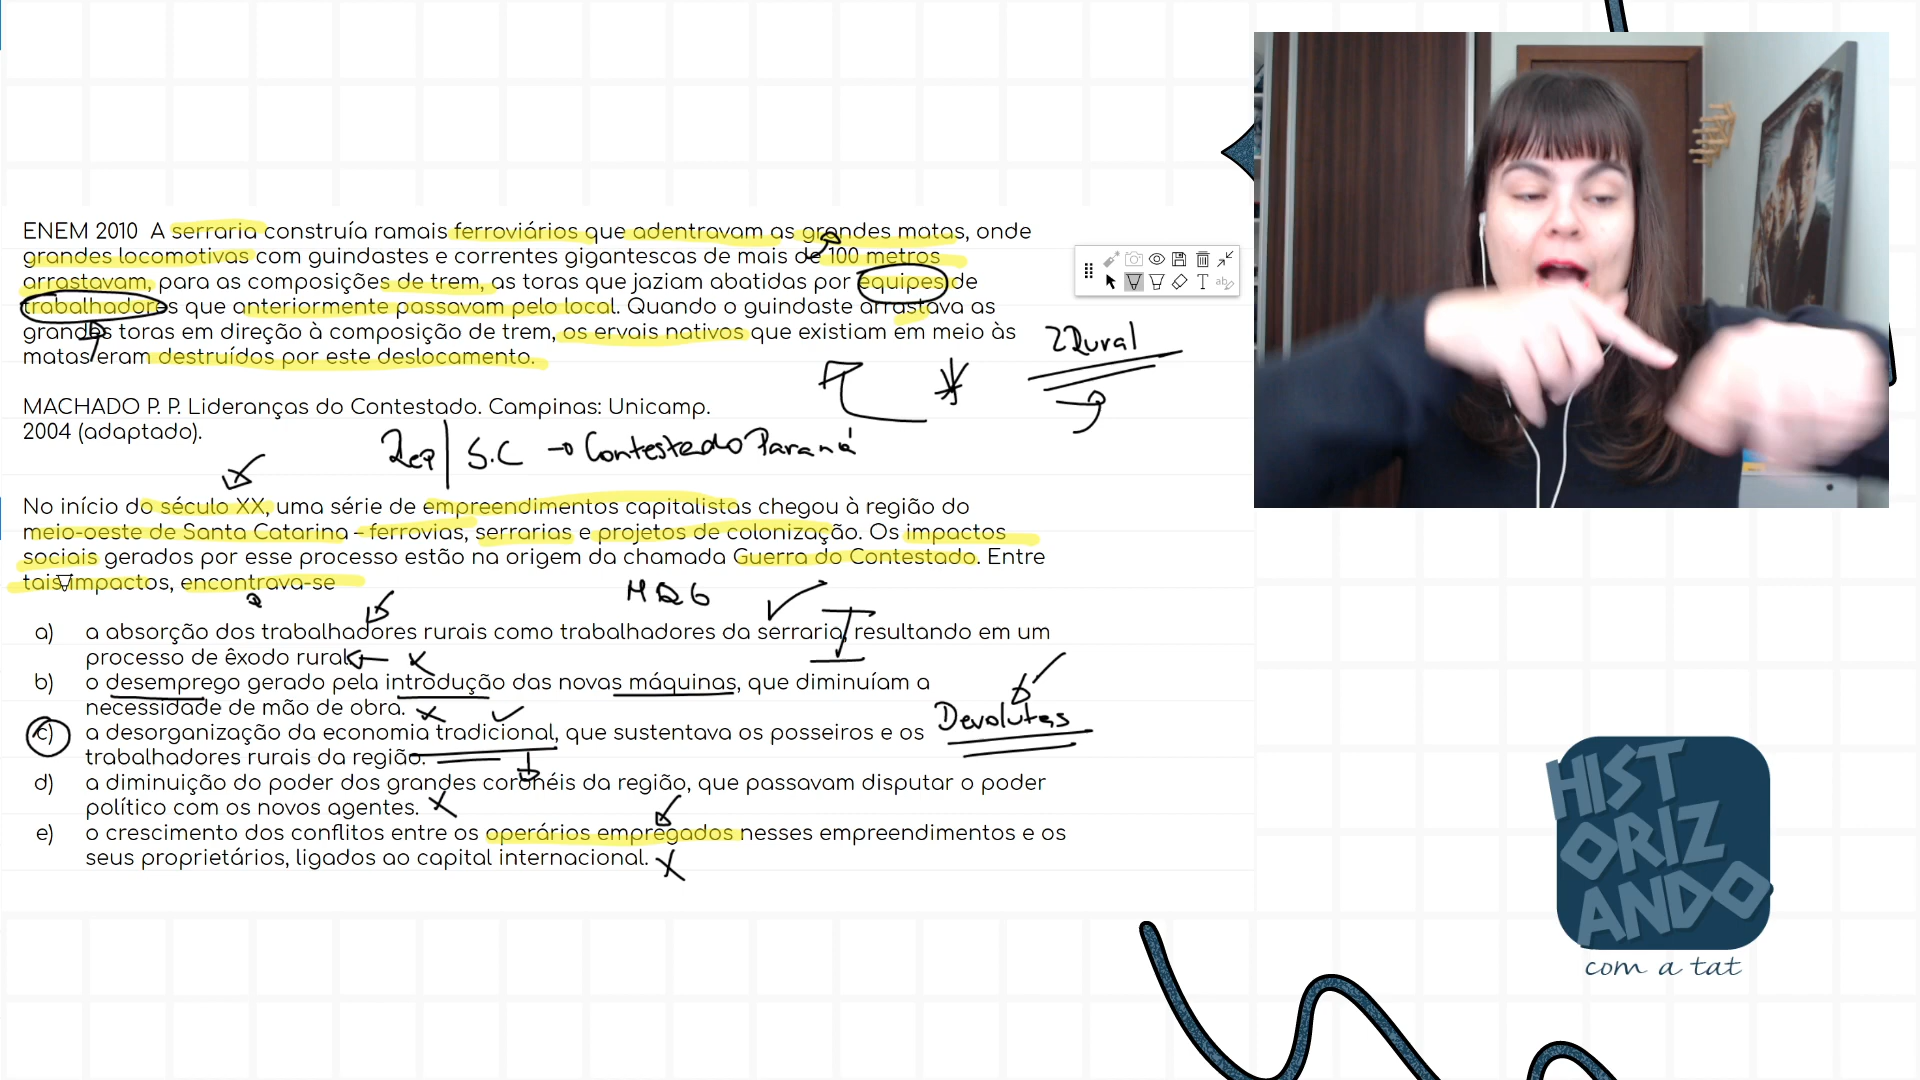 ENEM 2010 A serraria construía ramais ferroviários que adentravam as grandes matas, onde
grandes locomotivas com guindastes e correntes gigantescas de mais de 100 metros
arrastavam, para as composições de trem, as toras que jaziam abatidas por equipes de
trabalhadores que anteriormente passavam pelo local. Quando o guindaste arrastava as
grandes toras em direção à composição de trem, os ervais nativos que existiam em meio às
matas eram destruídos por este deslocamento.
Rural
MACHADO P. P. Lideranças do Contestado. Campinas: Unicamp.
2004 (adaptado).
Rep | S.C → Contestado Paraná
No início do século XX, uma série de empreendimentos capitalistas chegou à região do
meio-oeste de Santa Catarina – ferrovias, serrarias e projetos de colonização. Os impactos
sociais gerados por esse processo estão na origem da chamada Guerra do Contestado. Entre
tais impactos, encontrava-se
a) a absorção dos trabalhadores rurais como trabalhadores da serraria, resultando em um
processo de êxodo rural.
b) o desemprego gerado pela introdução das novas máquinas, que diminuíam a
necessidade de mão de obra.
c) a desorganização da economia tradicional, que sustentava os posseiros e os
trabalhadores rurais da região.
Devolutas
d) a diminuição do poder dos grandes coronéis da região, que passavam disputar o poder
político com os novos agentes.
e) o crescimento dos conflitos entre os operários empregados nesses empreendimentos e os
seus proprietários, ligados ao capital internacional.
HIST
ORIZ
ANDO
com a tat